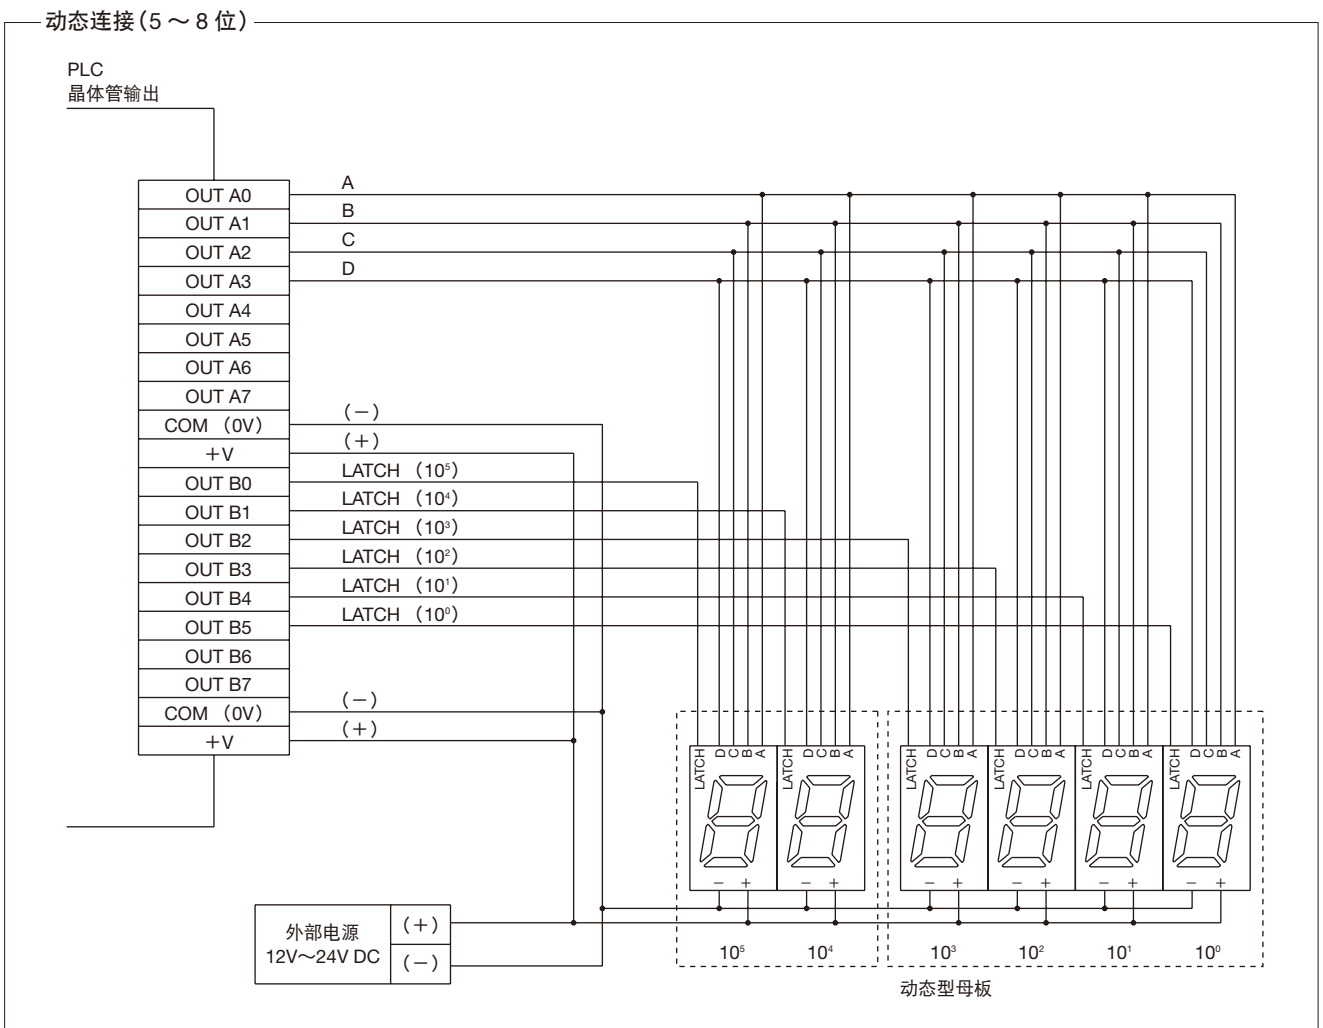 动态连接（5～8 位）
PLC
晶体管输出
OUT A0
A
OUT A1
B
OUT A2
C
OUT A3
D
OUT A4
OUT A5
OUT A6
OUT A7
COM （0V）
（－）
＋V
（＋）
OUT B0
LATCH （10⁵）
OUT B1
LATCH （10⁴）
OUT B2
LATCH （10³）
OUT B3
LATCH （10²）
OUT B4
LATCH （10¹）
OUT B5
LATCH （10⁰）
OUT B6
OUT B7
COM （0V）
（－）
＋V
（＋）
LATCH D C B A
LATCH D C B A
LATCH D C B A
LATCH D C B A
LATCH D C B A
LATCH D C B A
－ ＋
－ ＋
－ ＋
－ ＋
－ ＋
－ ＋
外部电源
12V～24V DC
（＋）
（－）
10⁵
10⁴
10³
10²
10¹
10⁰
动态型母板